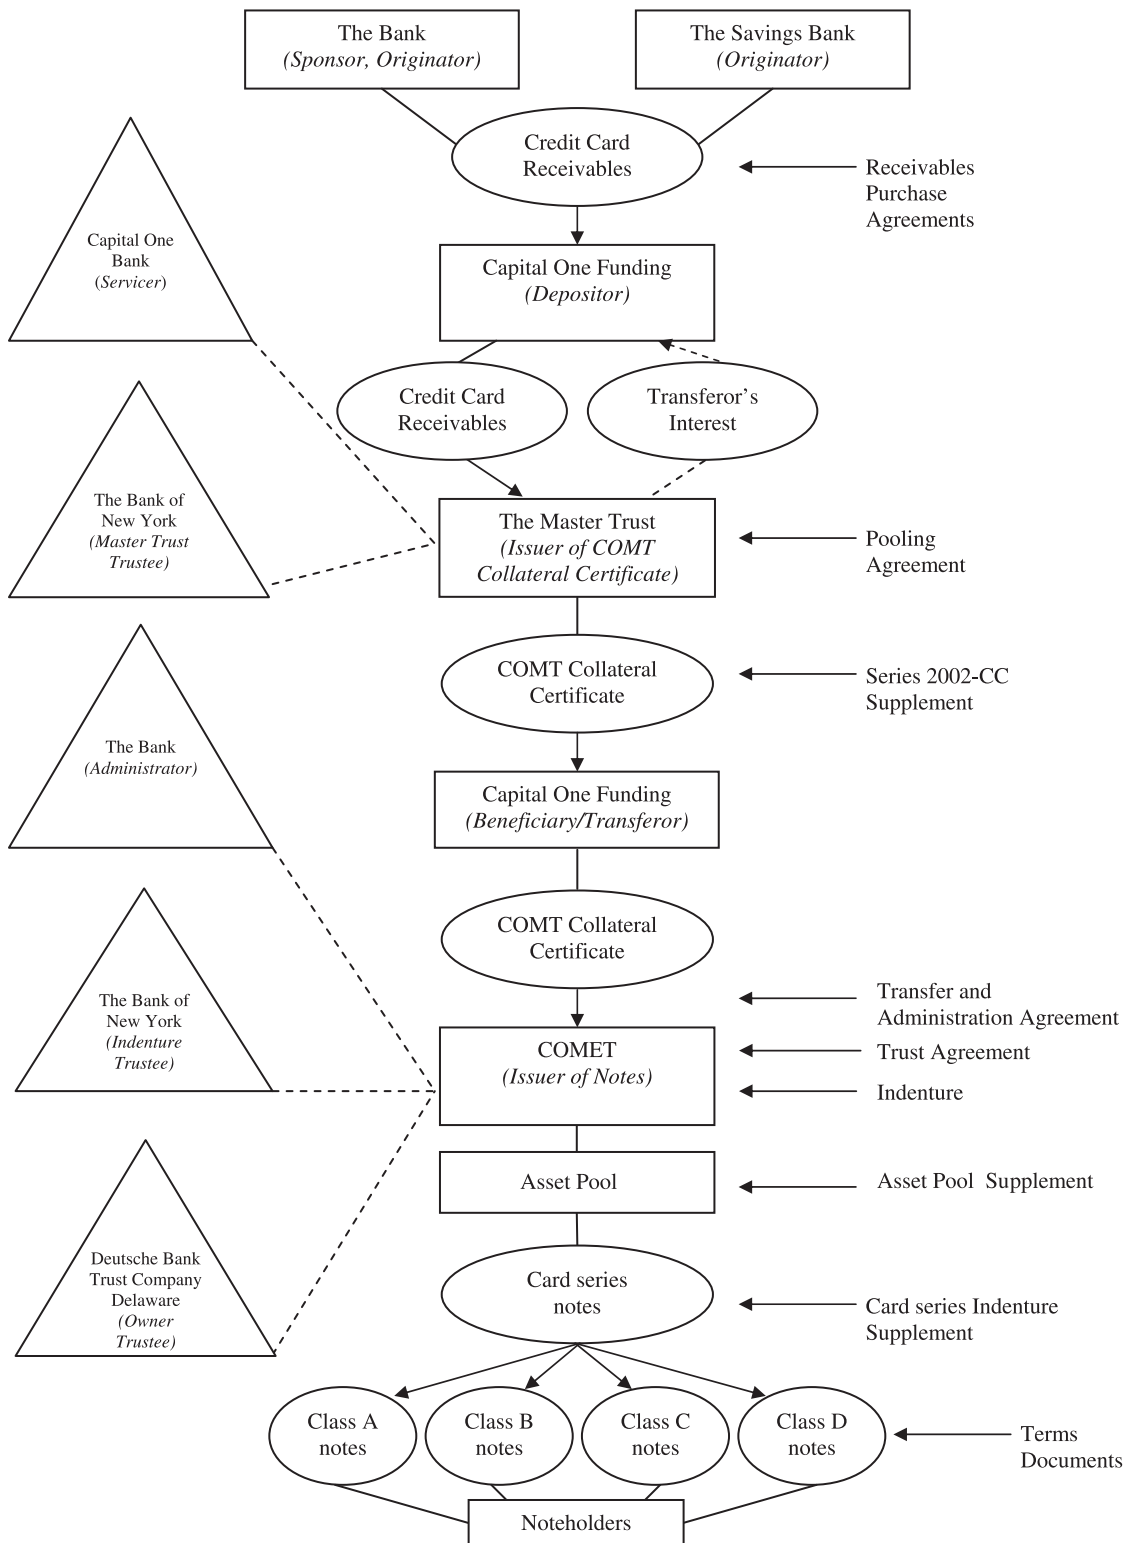 The Bank
(Sponsor, Originator)
The Savings Bank
(Originator)
Credit Card
Receivables
Receivables
Purchase
Agreements
Capital One
Bank
(Servicer)
Capital One Funding
(Depositor)
Credit Card
Receivables
Transferor's
Interest
The Bank of
New York
(Master Trust
Trustee)
The Master Trust
(Issuer of COMT
Collateral Certificate)
Pooling
Agreement
COMT Collateral
Certificate
Series 2002-CC
Supplement
The Bank
(Administrator)
Capital One Funding
(Beneficiary/Transferor)
COMT Collateral
Certificate
The Bank of
New York
(Indenture
Trustee)
Transfer and
Administration Agreement
COMET
(Issuer of Notes)
Trust Agreement
Indenture
Asset Pool
Asset Pool Supplement
Deutsche Bank
Trust Company
Delaware
(Owner
Trustee)
Card series
notes
Card series Indenture
Supplement
Class A
notes
Class B
notes
Class C
notes
Class D
notes
Terms
Documents
Noteholders